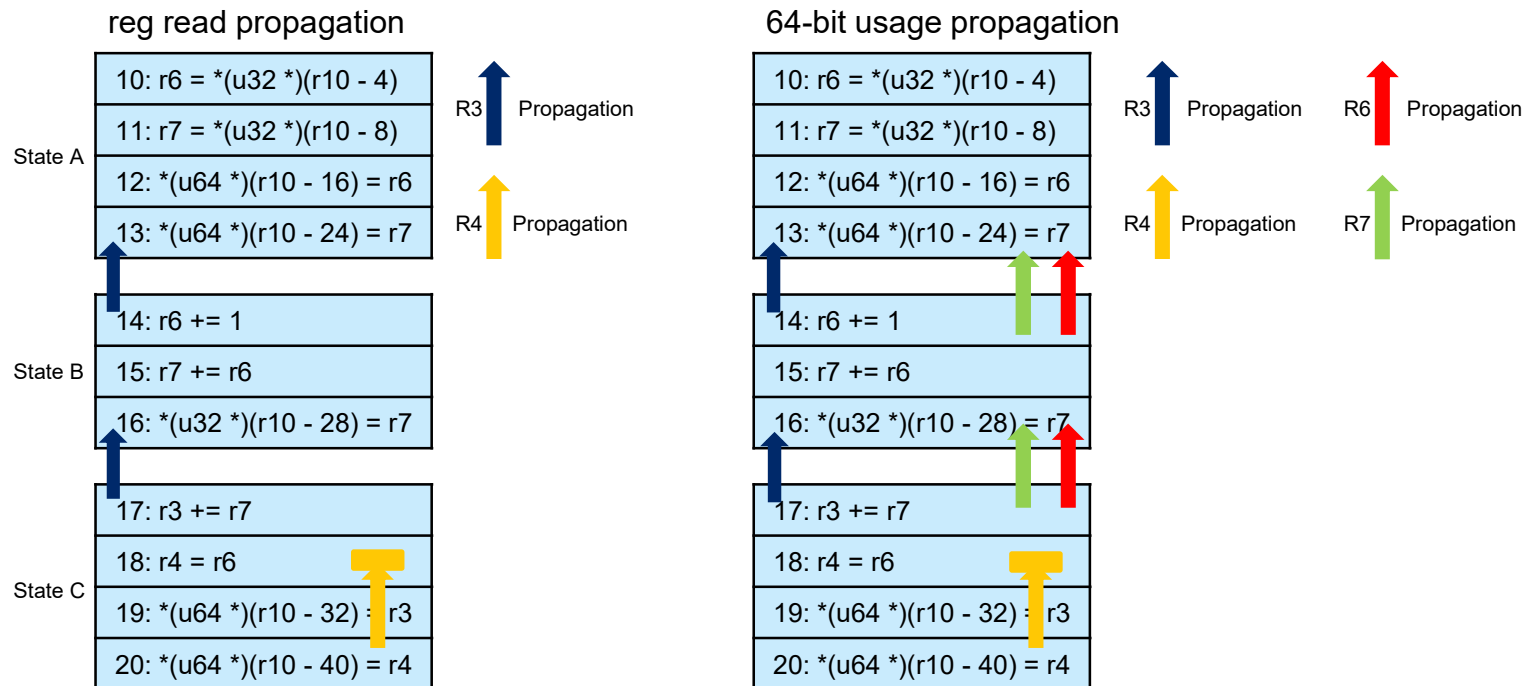 reg read propagation
State A
10: r6 = *(u32 *)(r10 - 4)
11: r7 = *(u32 *)(r10 - 8)
12: *(u64 *)(r10 - 16) = r6
13: *(u64 *)(r10 - 24) = r7
R3 Propagation
R4 Propagation
State B
14: r6 += 1
15: r7 += r6
16: *(u32 *)(r10 - 28) = r7
State C
17: r3 += r7
18: r4 = r6
19: *(u64 *)(r10 - 32) = r3
20: *(u64 *)(r10 - 40) = r4
64-bit usage propagation
10: r6 = *(u32 *)(r10 - 4)
11: r7 = *(u32 *)(r10 - 8)
12: *(u64 *)(r10 - 16) = r6
13: *(u64 *)(r10 - 24) = r7
R3 Propagation
R6 Propagation
R4 Propagation
R7 Propagation
14: r6 += 1
15: r7 += r6
16: *(u32 *)(r10 - 28) = r7
17: r3 += r7
18: r4 = r6
19: *(u64 *)(r10 - 32) = r3
20: *(u64 *)(r10 - 40) = r4